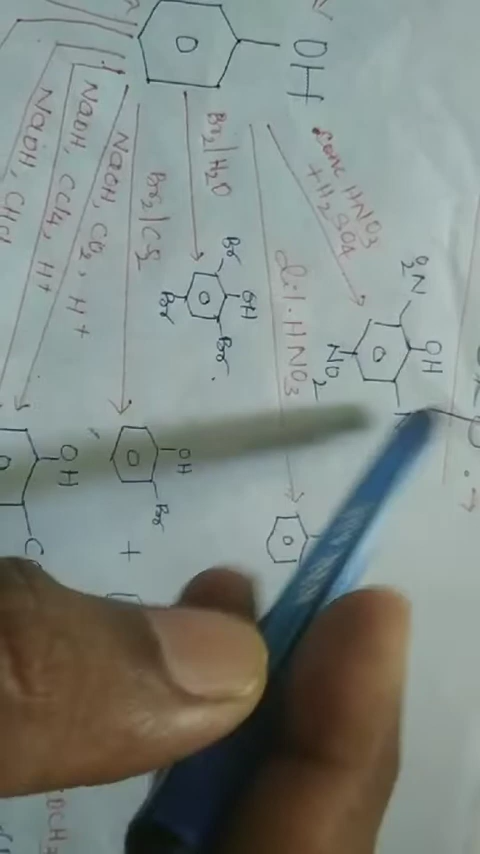 OH
conc HNO3
+ H2SO4
O2N
OH
NO2
dil. HNO3
Br2/H2O
Br
OH
Br
Br
Br2/CS2
OH
Br
+
NaOH, CO2, H+
OH
NaOH, CCl4, H+
NaOH, CHCl
OCH3